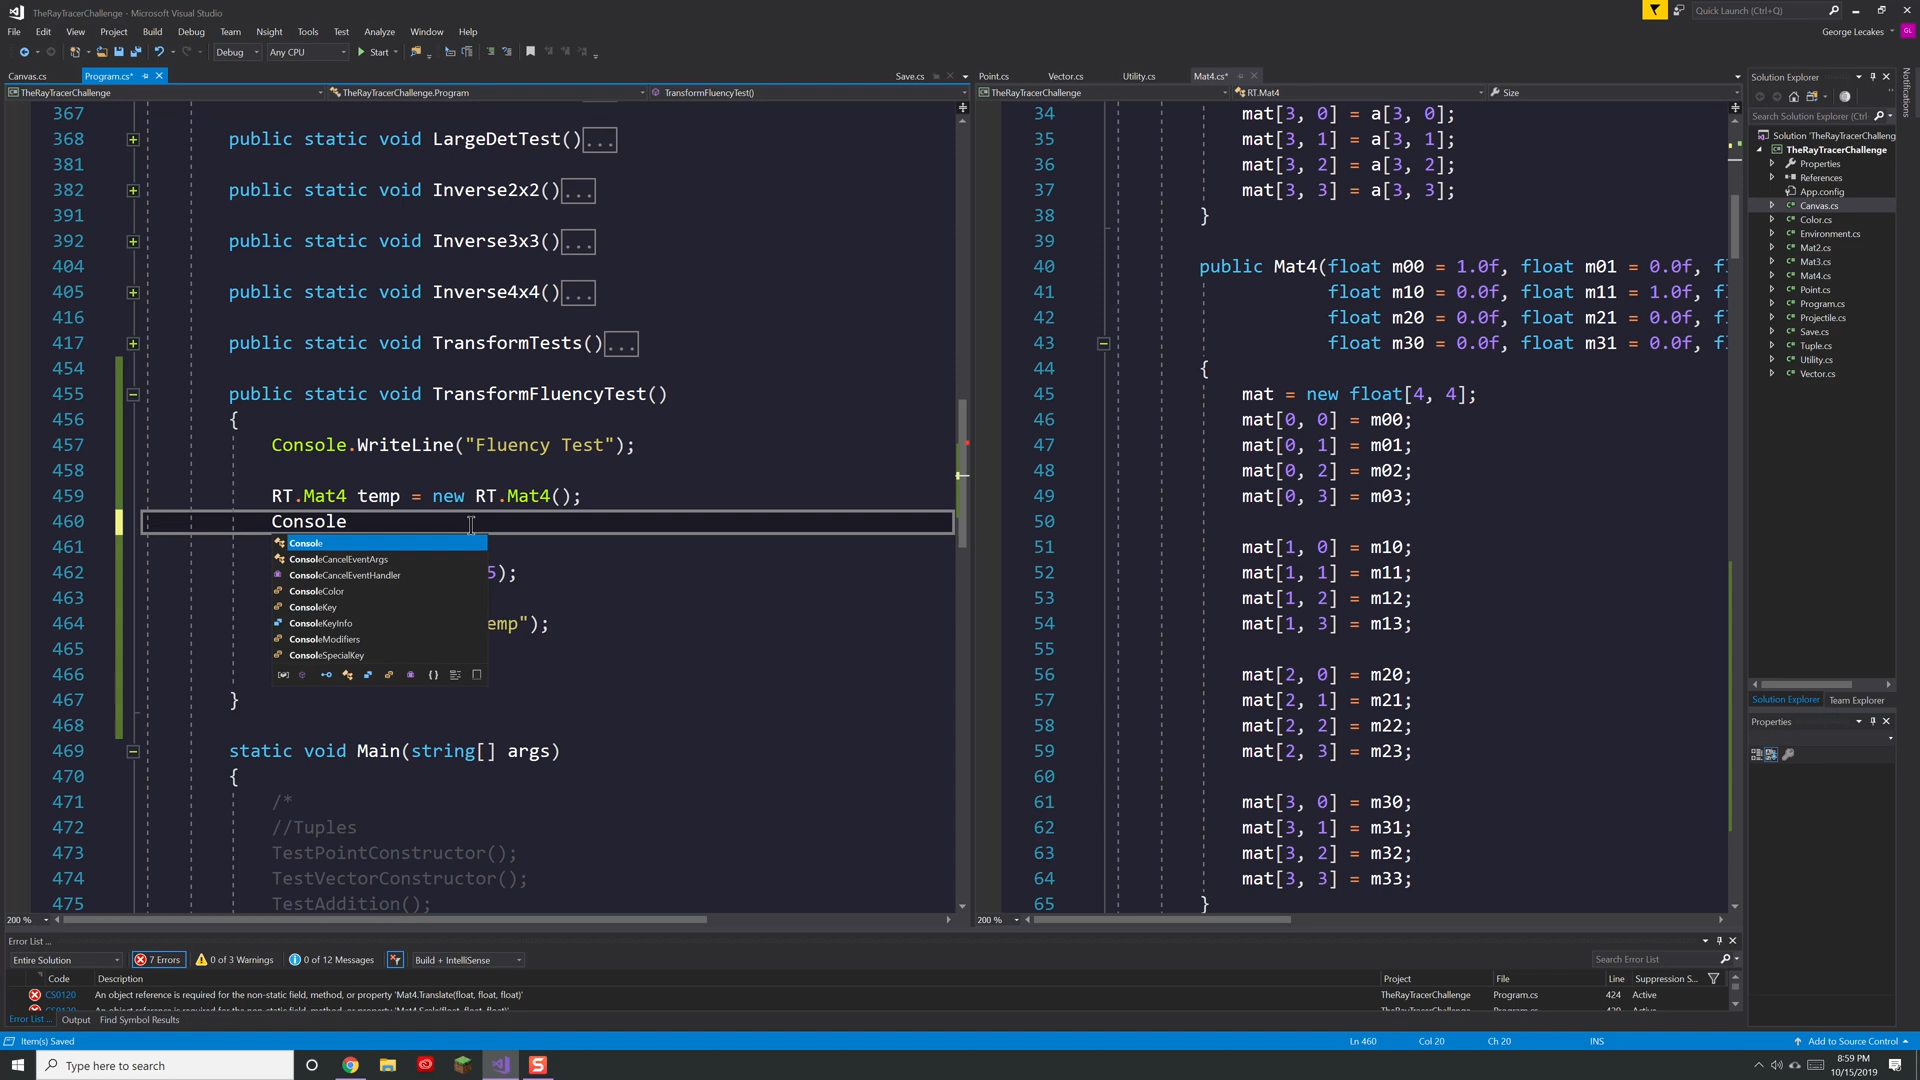 TheRayTracerChallenge - Microsoft Visual Studio
Quick Launch (Ctrl+Q)
File Edit View Project Build Debug Team Nsight Tools Test Analyze Window Help
George Lecakes GL
Debug Any CPU Start
Canvas.cs Program.cs* Save.cs
TheRayTracerChallenge TheRayTracerChallenge.Program TransformFluencyTest()
367
368 public static void LargeDetTest()...
381
382 public static void Inverse2x2()...
391
392 public static void Inverse3x3()...
404
405 public static void Inverse4x4()...
416
417 public static void TransformTests()...
454
455 public static void TransformFluencyTest()
456 {
457 Console.WriteLine("Fluency Test");
458
459 RT.Mat4 temp = new RT.Mat4();
460 Console
461
462 5);
463
464 emp");
465
466
467 }
468
469 static void Main(string[] args)
470 {
471 /*
472 //Tuples
473 TestPointConstructor();
474 TestVectorConstructor();
475 TestAddition();
Console
ConsoleCancelEventArgs
ConsoleCancelEventHandler
ConsoleColor
ConsoleKey
ConsoleKeyInfo
ConsoleModifiers
ConsoleSpecialKey
200 %
Point.cs Vector.cs Utility.cs Mat4.cs*
TheRayTracerChallenge RT.Mat4 Size
34 mat[3, 0] = a[3, 0];
35 mat[3, 1] = a[3, 1];
36 mat[3, 2] = a[3, 2];
37 mat[3, 3] = a[3, 3];
38 }
39
40 public Mat4(float m00 = 1.0f, float m01 = 0.0f, fl
41 float m10 = 0.0f, float m11 = 1.0f, fl
42 float m20 = 0.0f, float m21 = 0.0f, fl
43 float m30 = 0.0f, float m31 = 0.0f, fl
44 {
45 mat = new float[4, 4];
46 mat[0, 0] = m00;
47 mat[0, 1] = m01;
48 mat[0, 2] = m02;
49 mat[0, 3] = m03;
50
51 mat[1, 0] = m10;
52 mat[1, 1] = m11;
53 mat[1, 2] = m12;
54 mat[1, 3] = m13;
55
56 mat[2, 0] = m20;
57 mat[2, 1] = m21;
58 mat[2, 2] = m22;
59 mat[2, 3] = m23;
60
61 mat[3, 0] = m30;
62 mat[3, 1] = m31;
63 mat[3, 2] = m32;
64 mat[3, 3] = m33;
65 }
200 %
Solution Explorer
Search Solution Explorer (Ctrl+
Solution 'TheRayTracerChalleng
TheRayTracerChallenge
Properties
References
App.config
Canvas.cs
Color.cs
Environment.cs
Mat2.cs
Mat3.cs
Mat4.cs
Point.cs
Program.cs
Projectile.cs
Save.cs
Tuple.cs
Utility.cs
Vector.cs
Solution Explorer Team Explorer
Properties
Notifications
Error List ...
Entire Solution 7 Errors 0 of 3 Warnings 0 of 12 Messages Build + IntelliSense Search Error List
Code Description Project File Line Suppression S...
CS0120 An object reference is required for the non-static field, method, or property 'Mat4.Translate(float, float, float)' TheRayTracerChallenge Program.cs 424 Active
CS0120 An object reference is required for the non-static field, method, or property 'Mat4.Scale(float, float, float)' TheRayTracerChallenge Program.cs Active
Error List ... Output Find Symbol Results
Item(s) Saved Ln 460 Col 20 Ch 20 INS Add to Source Control
Type here to search
8:59 PM
10/15/2019